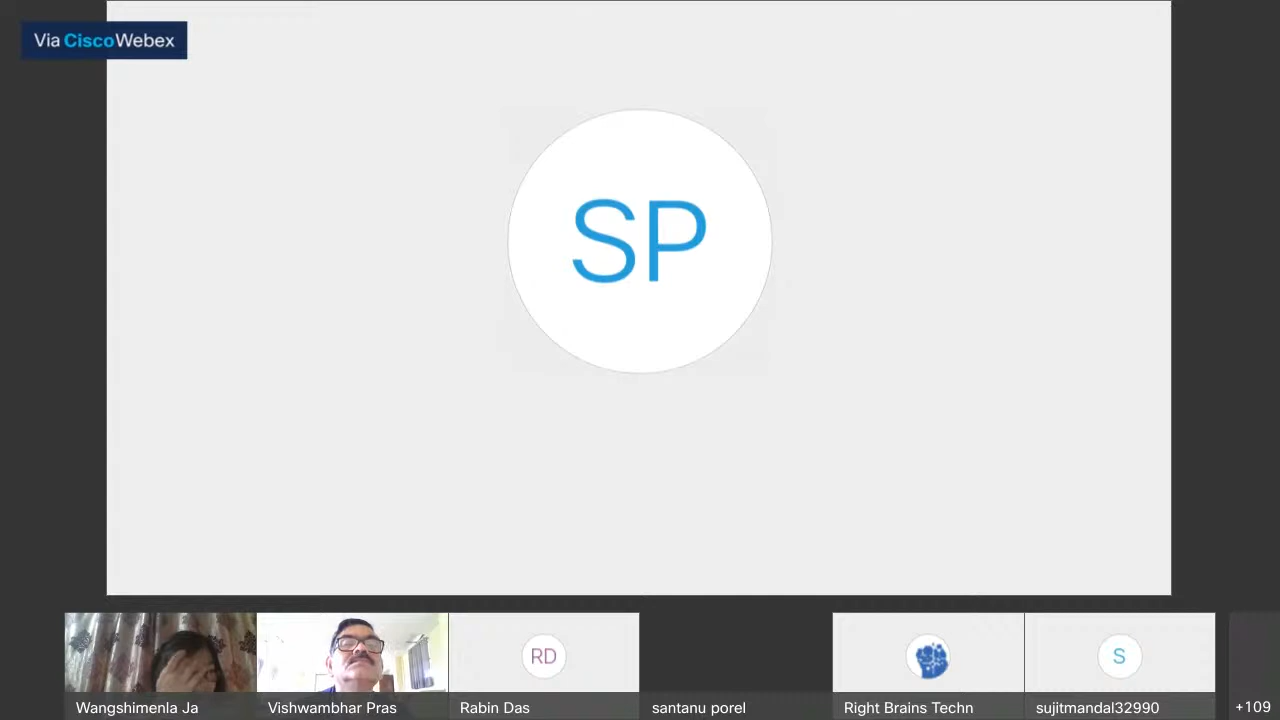 Via CiscoWebex
SP
RD
S
Wangshimenla Ja
Vishwambhar Pras
Rabin Das
santanu porel
Right Brains Techn
sujitmandal32990
+109